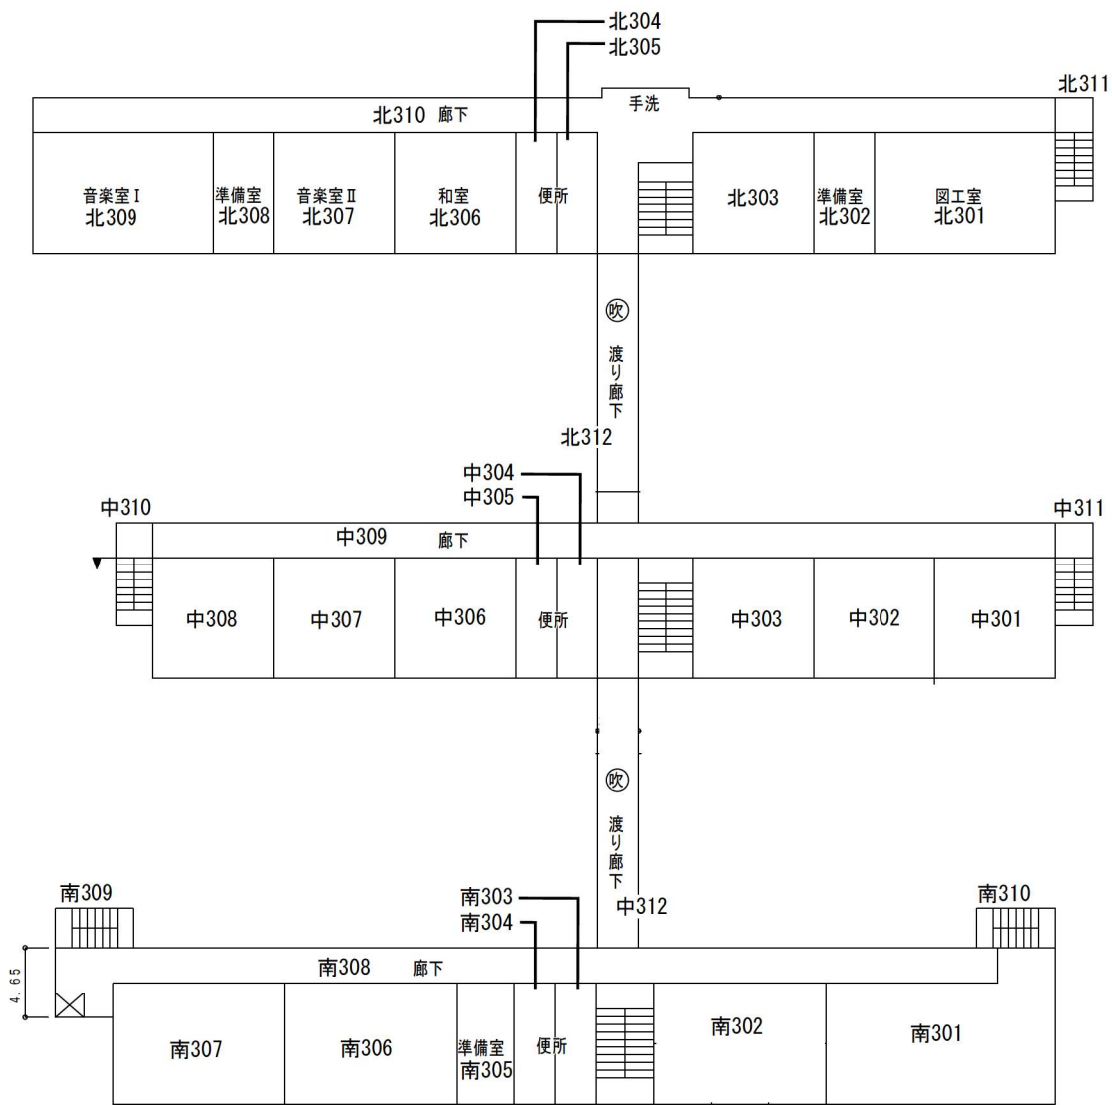 北304
北305
北311
手洗
北310 廊下
音楽室Ⅰ
北309
準備室
北308
音楽室Ⅱ
北307
和室
北306
便所
北303
準備室
北302
図工室
北301
吹
渡り廊下
北312
中304
中305
中310
中311
中309 廊下
中308
中307
中306
便所
中303
中302
中301
吹
渡り廊下
中312
南309
南303
南304
南310
南308 廊下
4.65
南307
南306
準備室
南305
便所
南302
南301